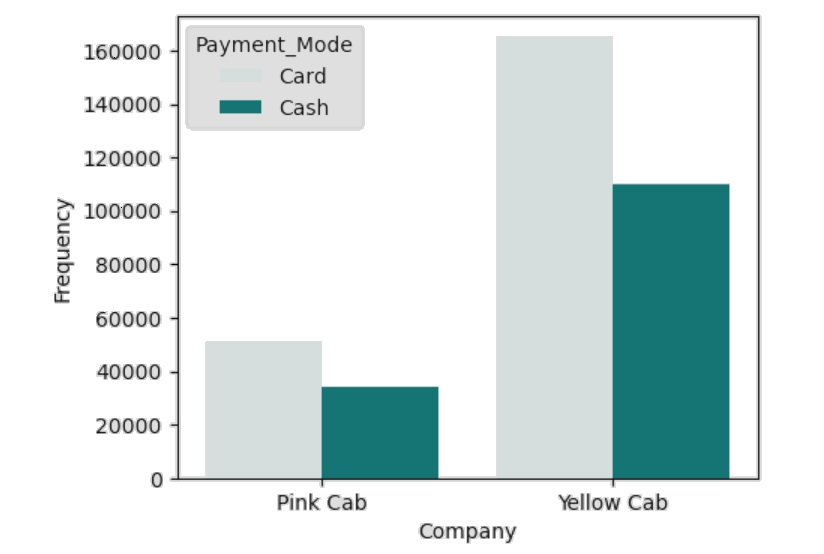 Payment_Mode
Card
Cash
160000
140000
120000
100000
80000
60000
40000
20000
0
Frequency
Pink Cab
Yellow Cab
Company